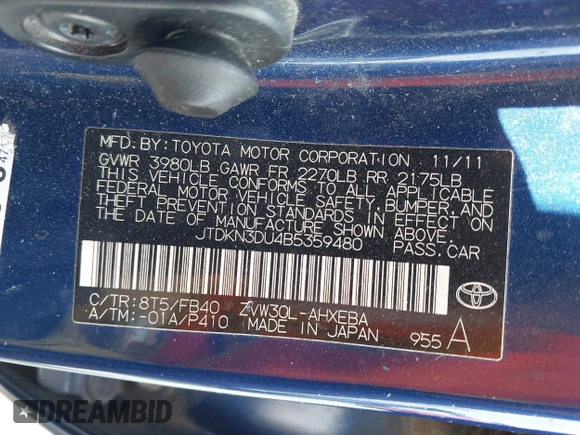 MFD.BY:TOYOTA MOTOR CORPORATION 11/11
GVWR 3980LB GAWR FR 2270LB RR 2175LB
THIS VEHICLE CONFORMS TO ALL APPLICABLE
FEDERAL MOTOR VEHICLE SAFETY,BUMPER,AND
THEFT PREVENTION STANDARDS IN EFFECT ON
THE DATE OF MANUFACTURE SHOWN ABOVE.
JTDKN3DU4B5359480 PASS.CAR
C/TR:8T5/FB40 ZVW30L-AHXEBA
A/TM:-01A/P410 MADE IN JAPAN 955 A
TOYOTA
DREAMBID